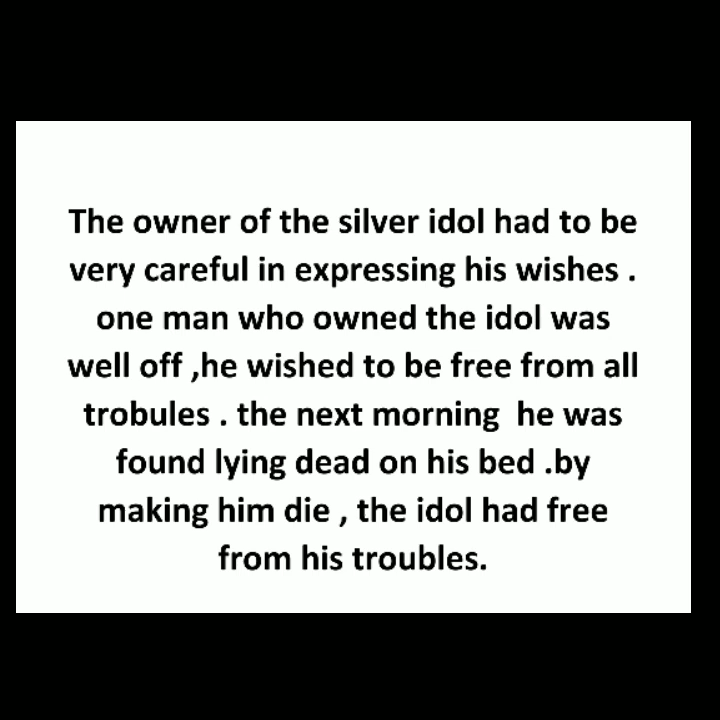 The owner of the silver idol had to be
very careful in expressing his wishes .
one man who owned the idol was
well off ,he wished to be free from all
trobules . the next morning  he was
found lying dead on his bed .by
making him die , the idol had free
from his troubles.